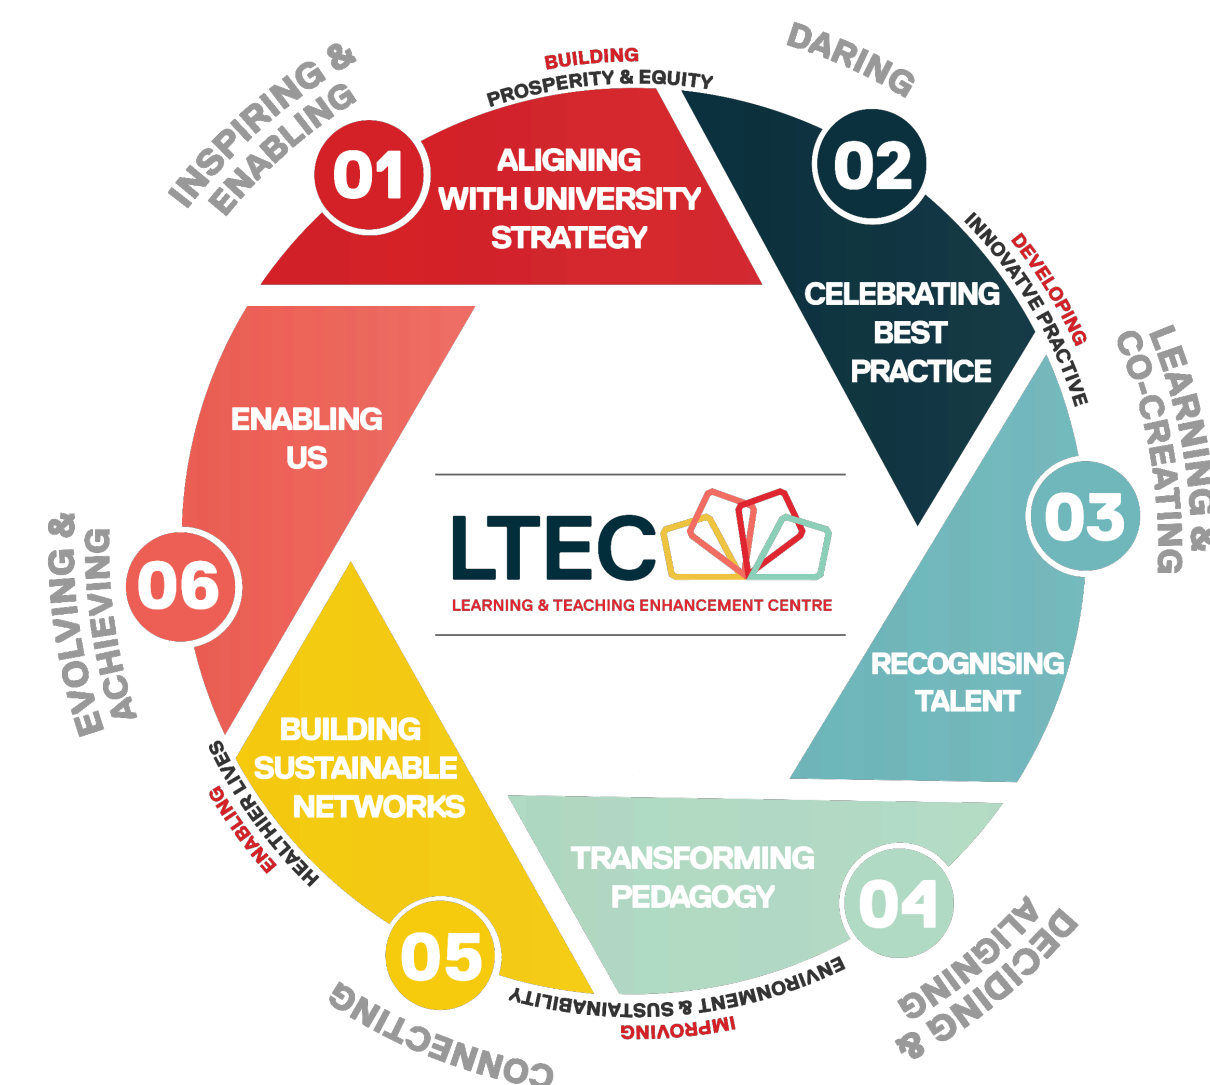 INSPIRING &
ENABLING
BUILDING
PROSPERITY & EQUITY
DARING
01
ALIGNING
WITH UNIVERSITY
STRATEGY
02
CELEBRATING
BEST
PRACTICE
DEVELOPING
INNOVATVE PRACTIVE
LEARNING &
CO-CREATING
03
RECOGNISING
TALENT
04
TRANSFORMING
PEDAGOGY
DECIDING &
ALIGNING
ENVIRONMENT & SUSTAINABILITY
IMPROVING
05
BUILDING
SUSTAINABLE
NETWORKS
CONNECTING
HEALTHIER LIVES
ENABLING
06
ENABLING
US
EVOLVING &
ACHIEVING
LTEC
LEARNING & TEACHING ENHANCEMENT CENTRE